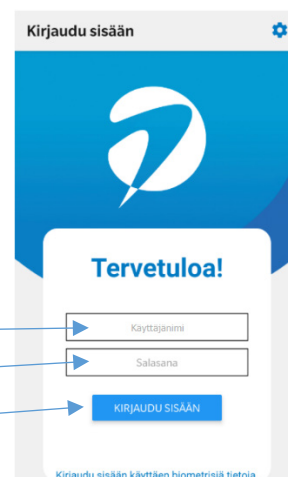 Kirjaudu sisään
Tervetuloa!
Käyttäjänimi
Salasana
KIRJAUDU SISÄÄN
Kirjaudu sisään käyttäen biometrisiä tietoja